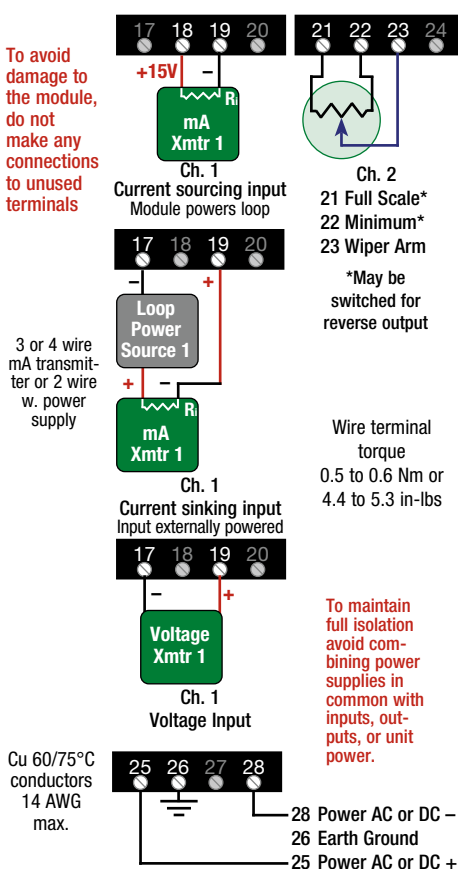 To avoid
damage to
the module,
do not
make any
connections
to unused
terminals
17 18 19 20
+15V –
Ri
mA
Xmtr 1
Ch. 1
Current sourcing input
Module powers loop
21 22 23 24
Ch. 2
21 Full Scale*
22 Minimum*
23 Wiper Arm
*May be
switched for
reverse output
17 18 19 20
– +
Loop
Power
Source 1
3 or 4 wire
mA transmit-
ter or 2 wire
w. power
supply
+ –
Ri
mA
Xmtr 1
Ch. 1
Current sinking input
Input externally powered
Wire terminal
torque
0.5 to 0.6 Nm or
4.4 to 5.3 in-lbs
17 18 19 20
– +
Voltage
Xmtr 1
Ch. 1
Voltage Input
To maintain
full isolation
avoid com-
bining power
supplies in
common with
inputs, out-
puts, or unit
power.
Cu 60/75°C
conductors
14 AWG
max.
25 26 27 28
28 Power AC or DC –
26 Earth Ground
25 Power AC or DC +